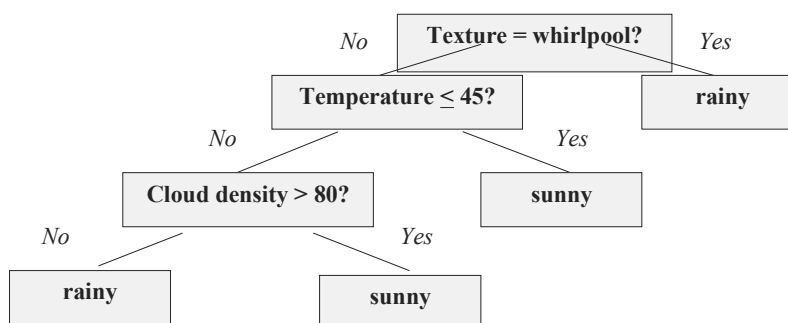 Texture = whirlpool?
No
Yes
Temperature ≤ 45?
rainy
No
Yes
Cloud density > 80?
sunny
No
Yes
rainy
sunny